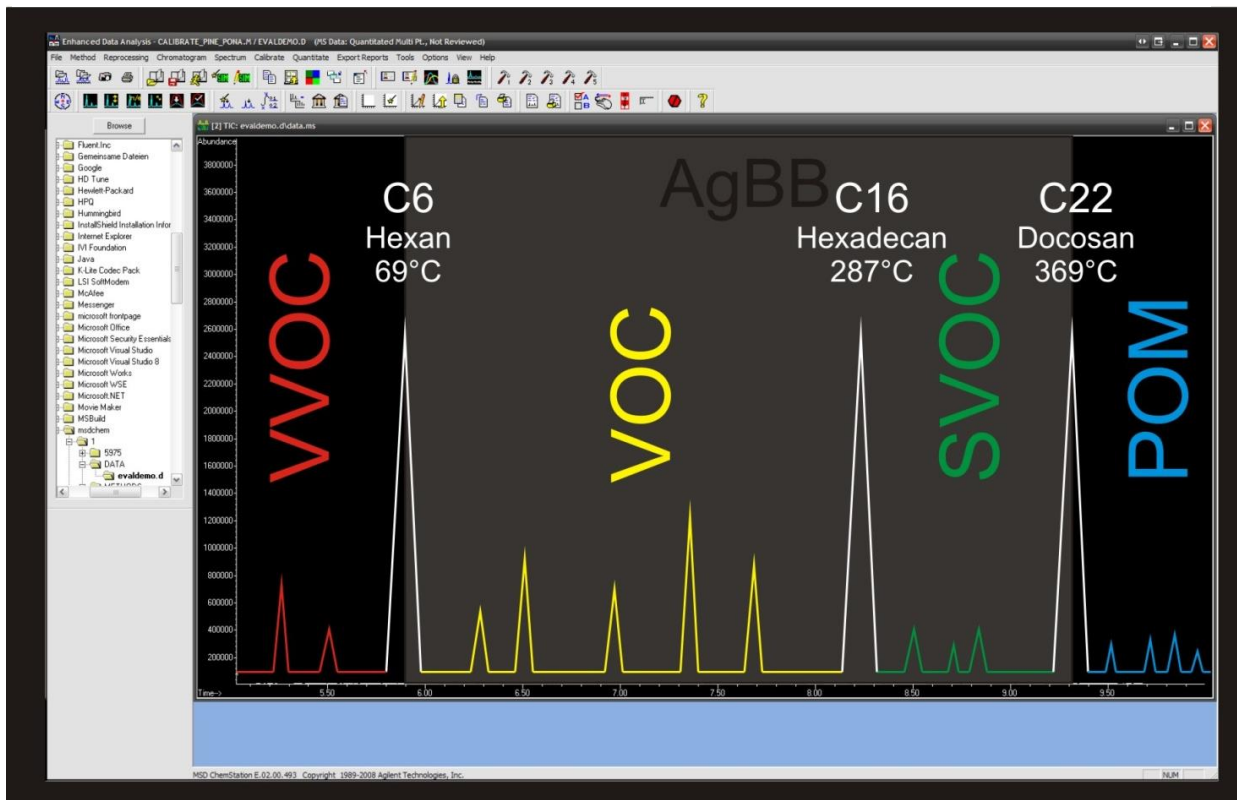 Enhanced Data Analysis - CALIBRATE_PINE_PONA.M / EVALDEMO.D (MS Data: Quantitated Multi Pt., Not Reviewed)
File Method Reprocessing Chromatogram Spectrum Calibrate Quantitate Export Reports Tools Options View Help
Browse
[2] TIC: evaldemo.d\data.ms
Fluent.Inc
Gemeinsame Dateien
Google
HD Tune
Hewlett-Packard
HPQ
Hummingbird
InstallShield Installation Infor
Internet Explorer
IVI Foundation
Java
K-Lite Codec Pack
LSI SoftModem
McAfee
Messenger
microsoft frontpage
Microsoft Office
Microsoft Security Essentials
Microsoft Visual Studio
Microsoft Visual Studio 8
Microsoft Works
Microsoft WSE
Microsoft.NET
Movie Maker
MSBuild
msdchem
1
5975
DATA
evaldemo.d
Abundance
3800000
3600000
3400000
3200000
3000000
2800000
2600000
2400000
2200000
2000000
1800000
1600000
1400000
1200000
1000000
800000
600000
400000
200000
AgBB
C6
Hexan
69°C
C16
Hexadecan
287°C
C22
Docosan
369°C
VVOC
VOC
SVOC
POM
Time-->
5.50 6.00 6.50 7.00 7.50 8.00 8.50 9.00 9.50
MSD ChemStation E.02.00.493 Copyright 1989-2008 Agilent Technologies, Inc.
NUM